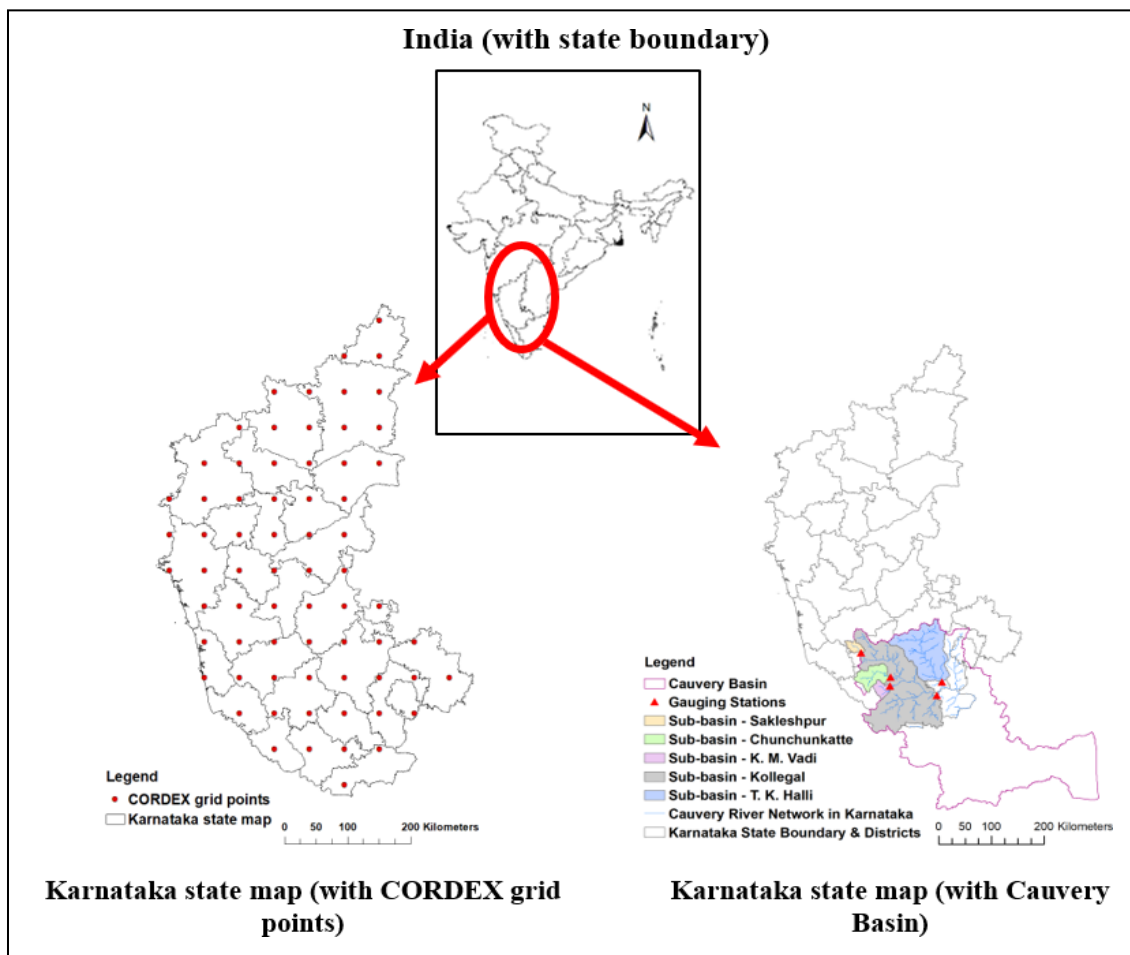 India (with state boundary)
N
Legend
CORDEX grid points
Karnataka state map
0 50 100 200 Kilometers
Karnataka state map (with CORDEX grid
points)
Legend
Cauvery Basin
Gauging Stations
Sub-basin - Sakleshpur
Sub-basin - Chunchunkatte
Sub-basin - K. M. Vadi
Sub-basin - Kollegal
Sub-basin - T. K. Halli
Cauvery River Network in Karnataka
Karnataka State Boundary & Districts
0 50 100 200 Kilometers
Karnataka state map (with Cauvery
Basin)